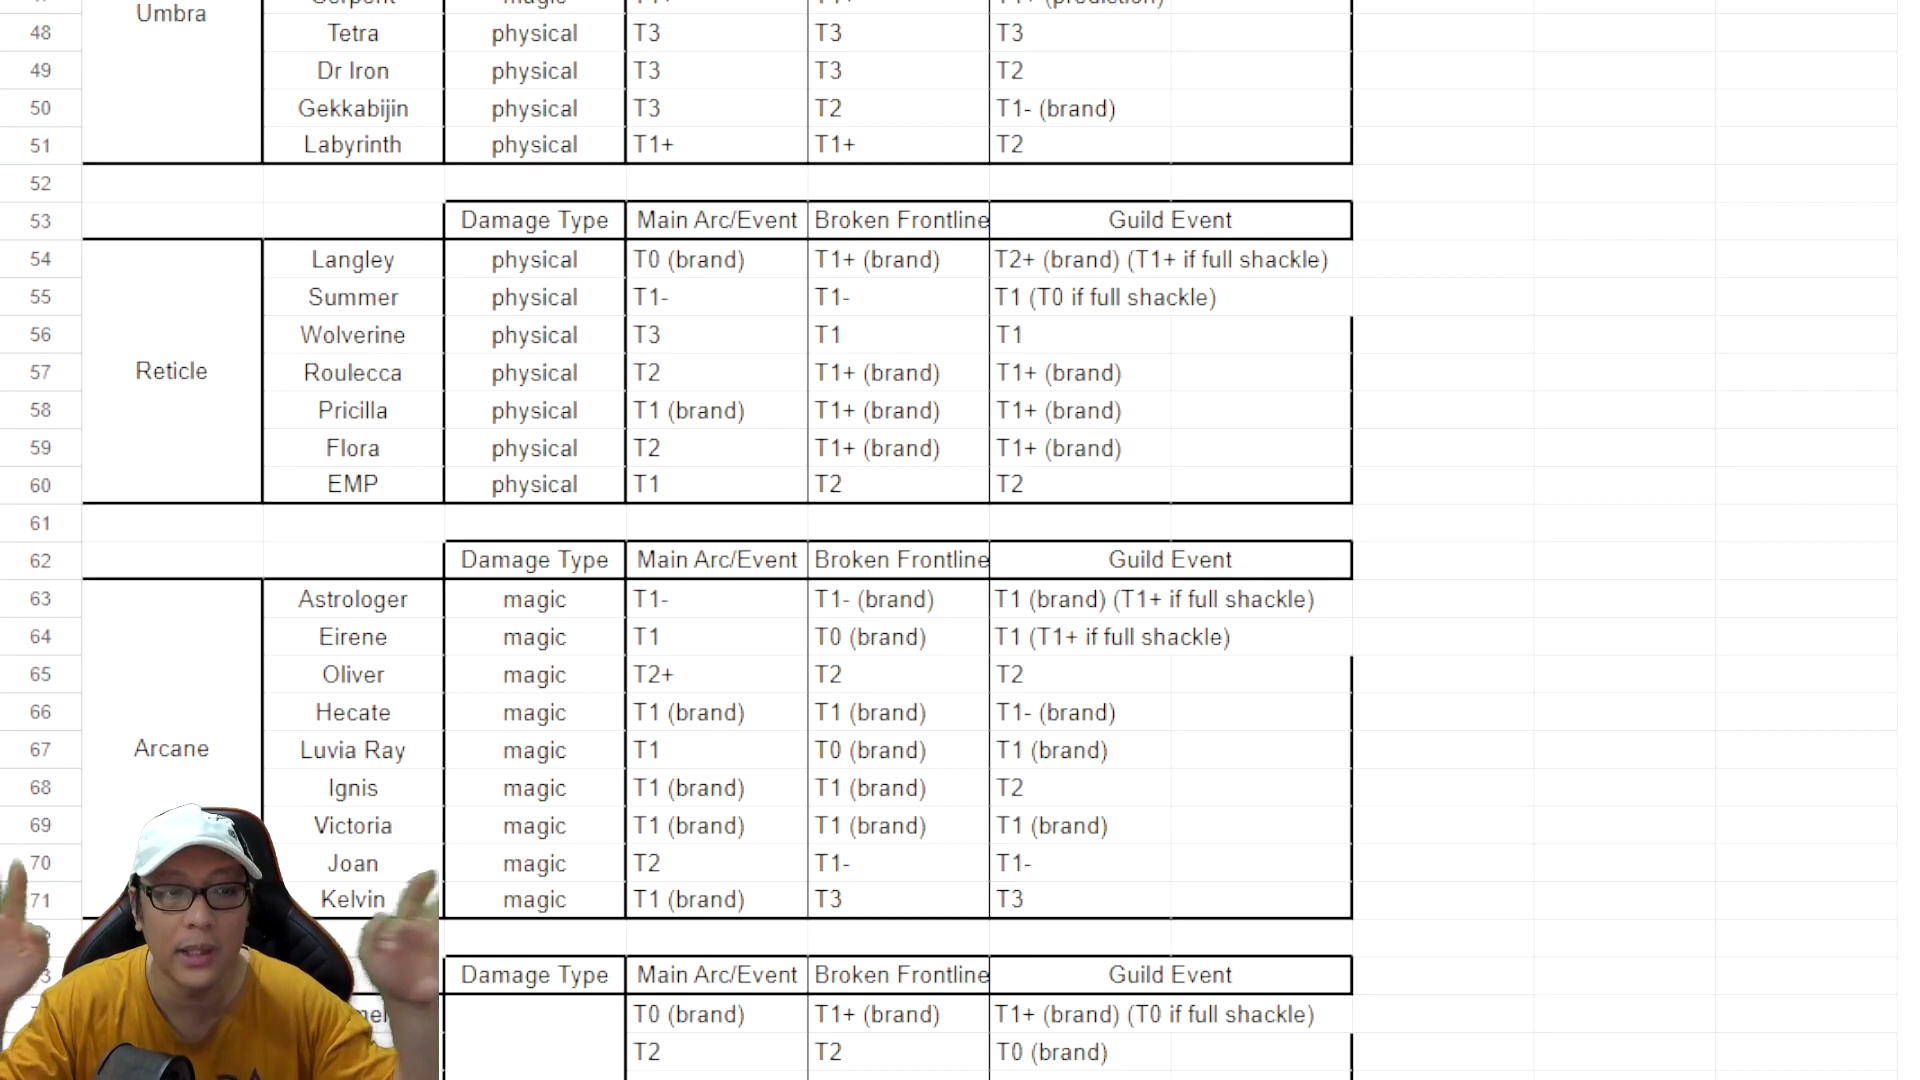 47 Serpent magic T1+ T1+ T1+ (prediction)
Umbra
48 Tetra physical T3 T3 T3
49 Dr Iron physical T3 T3 T2
50 Gekkabijin physical T3 T2 T1- (brand)
51 Labyrinth physical T1+ T1+ T2
52
53 Damage Type Main Arc/Event Broken Frontline Guild Event
54 Langley physical T0 (brand) T1+ (brand) T2+ (brand) (T1+ if full shackle)
55 Summer physical T1- T1- T1 (T0 if full shackle)
56 Wolverine physical T3 T1 T1
57 Reticle Roulecca physical T2 T1+ (brand) T1+ (brand)
58 Pricilla physical T1 (brand) T1+ (brand) T1+ (brand)
59 Flora physical T2 T1+ (brand) T1+ (brand)
60 EMP physical T1 T2 T2
61
62 Damage Type Main Arc/Event Broken Frontline Guild Event
63 Astrologer magic T1- T1- (brand) T1 (brand) (T1+ if full shackle)
64 Eirene magic T1 T0 (brand) T1 (T1+ if full shackle)
65 Oliver magic T2+ T2 T2
66 Hecate magic T1 (brand) T1 (brand) T1- (brand)
67 Arcane Luvia Ray magic T1 T0 (brand) T1 (brand)
68 Ignis magic T1 (brand) T1 (brand) T2
69 Victoria magic T1 (brand) T1 (brand) T1 (brand)
70 Joan magic T2 T1- T1-
71 Kelvin magic T1 (brand) T3 T3
Damage Type Main Arc/Event Broken Frontline Guild Event
T0 (brand) T1+ (brand) T1+ (brand) (T0 if full shackle)
T2 T2 T0 (brand)